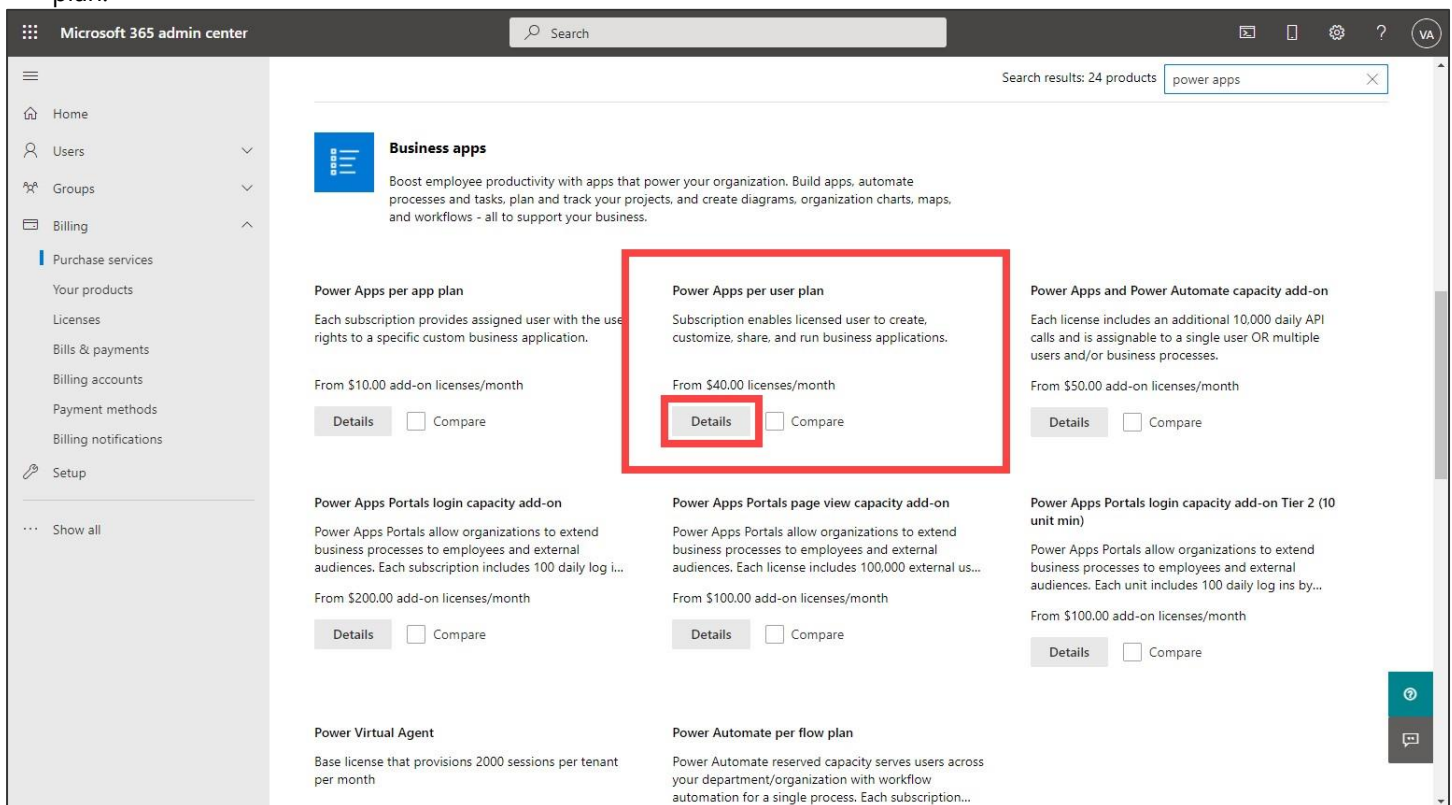 plan.
Microsoft 365 admin center
Search
?
VA
Search results: 24 products
power apps
Home
Users
Groups
Billing
Purchase services
Your products
Licenses
Bills & payments
Billing accounts
Payment methods
Billing notifications
Setup
Show all
Business apps
Boost employee productivity with apps that power your organization. Build apps, automate
processes and tasks, plan and track your projects, and create diagrams, organization charts, maps,
and workflows - all to support your business.
Power Apps per app plan
Each subscription provides assigned user with the use
rights to a specific custom business application.
From $10.00 add-on licenses/month
Details
Compare
Power Apps per user plan
Subscription enables licensed user to create,
customize, share, and run business applications.
From $40.00 licenses/month
Details
Compare
Power Apps and Power Automate capacity add-on
Each license includes an additional 10,000 daily API
calls and is assignable to a single user OR multiple
users and/or business processes.
From $50.00 add-on licenses/month
Details
Compare
Power Apps Portals login capacity add-on
Power Apps Portals allow organizations to extend
business processes to employees and external
audiences. Each subscription includes 100 daily log i...
From $200.00 add-on licenses/month
Details
Compare
Power Apps Portals page view capacity add-on
Power Apps Portals allow organizations to extend
business processes to employees and external
audiences. Each license includes 100,000 external us...
From $100.00 add-on licenses/month
Details
Compare
Power Apps Portals login capacity add-on Tier 2 (10
unit min)
Power Apps Portals allow organizations to extend
business processes to employees and external
audiences. Each unit includes 100 daily log ins by...
From $100.00 add-on licenses/month
Details
Compare
Power Virtual Agent
Base license that provisions 2000 sessions per tenant
per month
Power Automate per flow plan
Power Automate reserved capacity serves users across
your department/organization with workflow
automation for a single process. Each subscription...